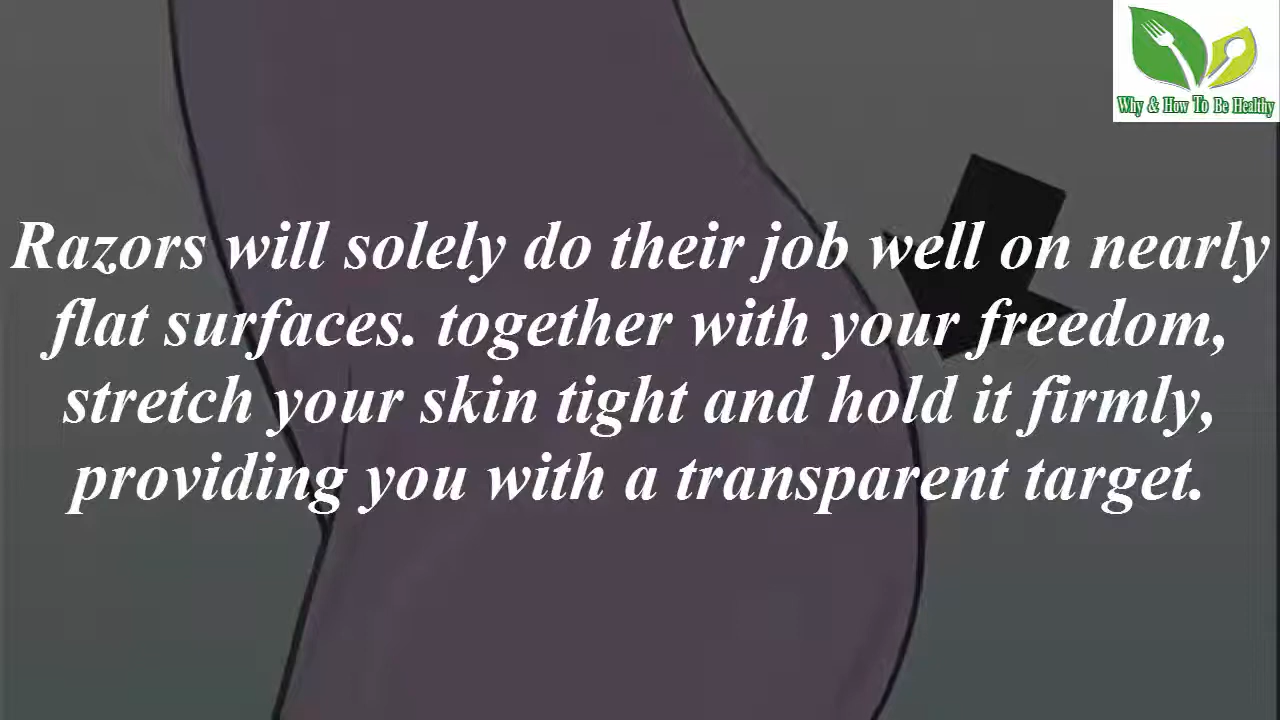 Why & How To Be Healthy
Razors will solely do their job well on nearly
flat surfaces. together with your freedom,
stretch your skin tight and hold it firmly,
providing you with a transparent target.